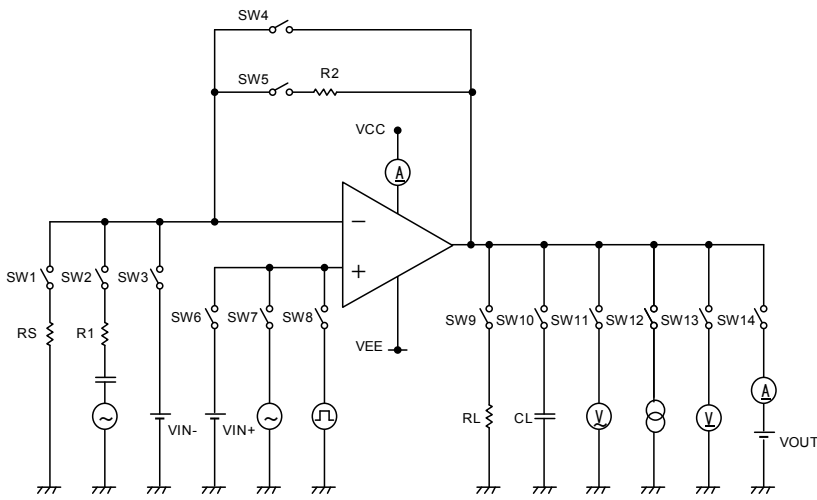 SW4
SW5 R2
VCC
A
−
+
SW1 SW2 SW3
SW6 SW7 SW8
SW9 SW10 SW11 SW12 SW13 SW14
RS R1
VEE
A
VIN- VIN+
RL CL V V
VOUT